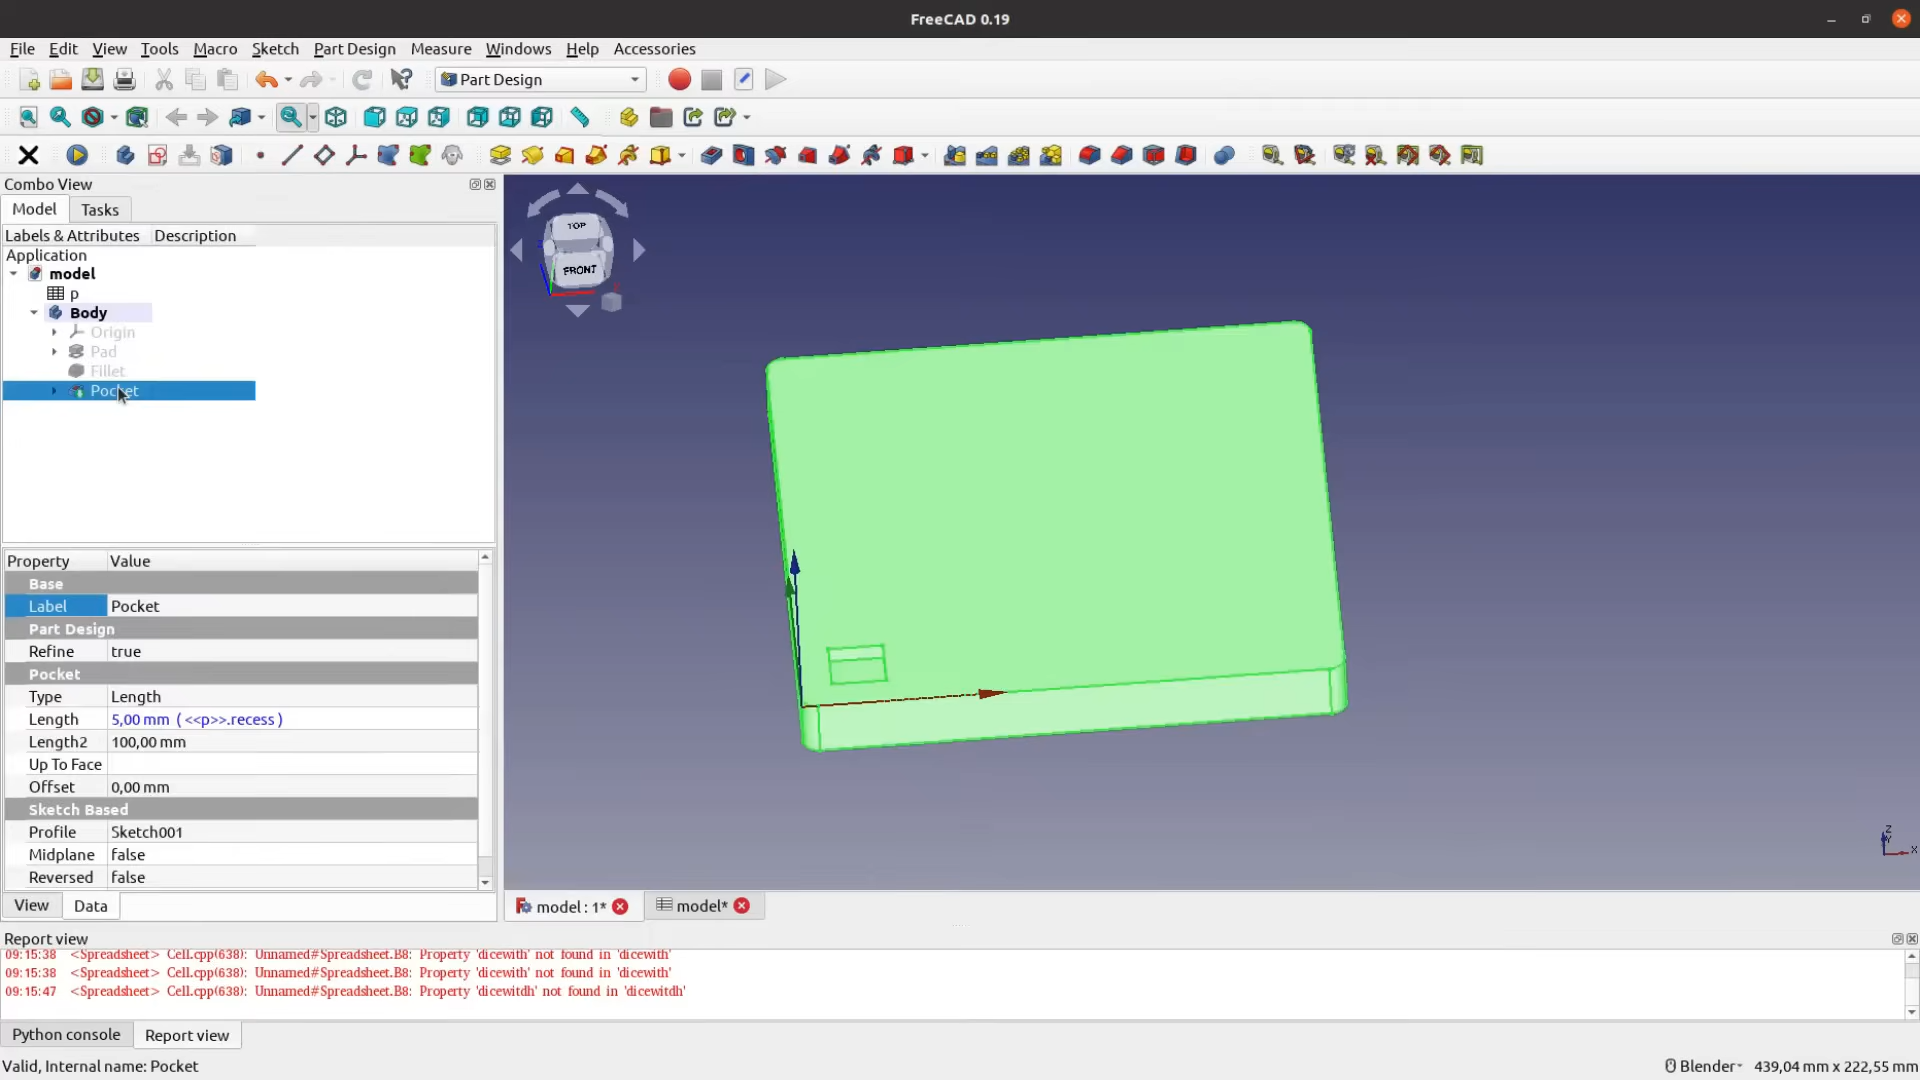 FreeCAD 0.19
File Edit View Tools Macro Sketch Part Design Measure Windows Help Accessories
Part Design
Combo View
Model Tasks
Labels & Attributes Description
Application
model
p
Body
Origin
Pad
Fillet
Pocket
Property Value
Base
Label Pocket
Part Design
Refine true
Pocket
Type Length
Length 5,00 mm ( <<p>>.recess )
Length2 100,00 mm
Up To Face
Offset 0,00 mm
Sketch Based
Profile Sketch001
Midplane false
Reversed false
View Data
TOP
FRONT
Z
X
model : 1*
model*
Report view
09:15:38 <Spreadsheet> Cell.cpp(638): Unnamed#Spreadsheet.B8: Property 'dicewith' not found in 'dicewith'
09:15:38 <Spreadsheet> Cell.cpp(638): Unnamed#Spreadsheet.B8: Property 'dicewith' not found in 'dicewith'
09:15:47 <Spreadsheet> Cell.cpp(638): Unnamed#Spreadsheet.B8: Property 'dicewitdh' not found in 'dicewitdh'
Python console Report view
Valid, Internal name: Pocket
Blender 439,04 mm x 222,55 mm